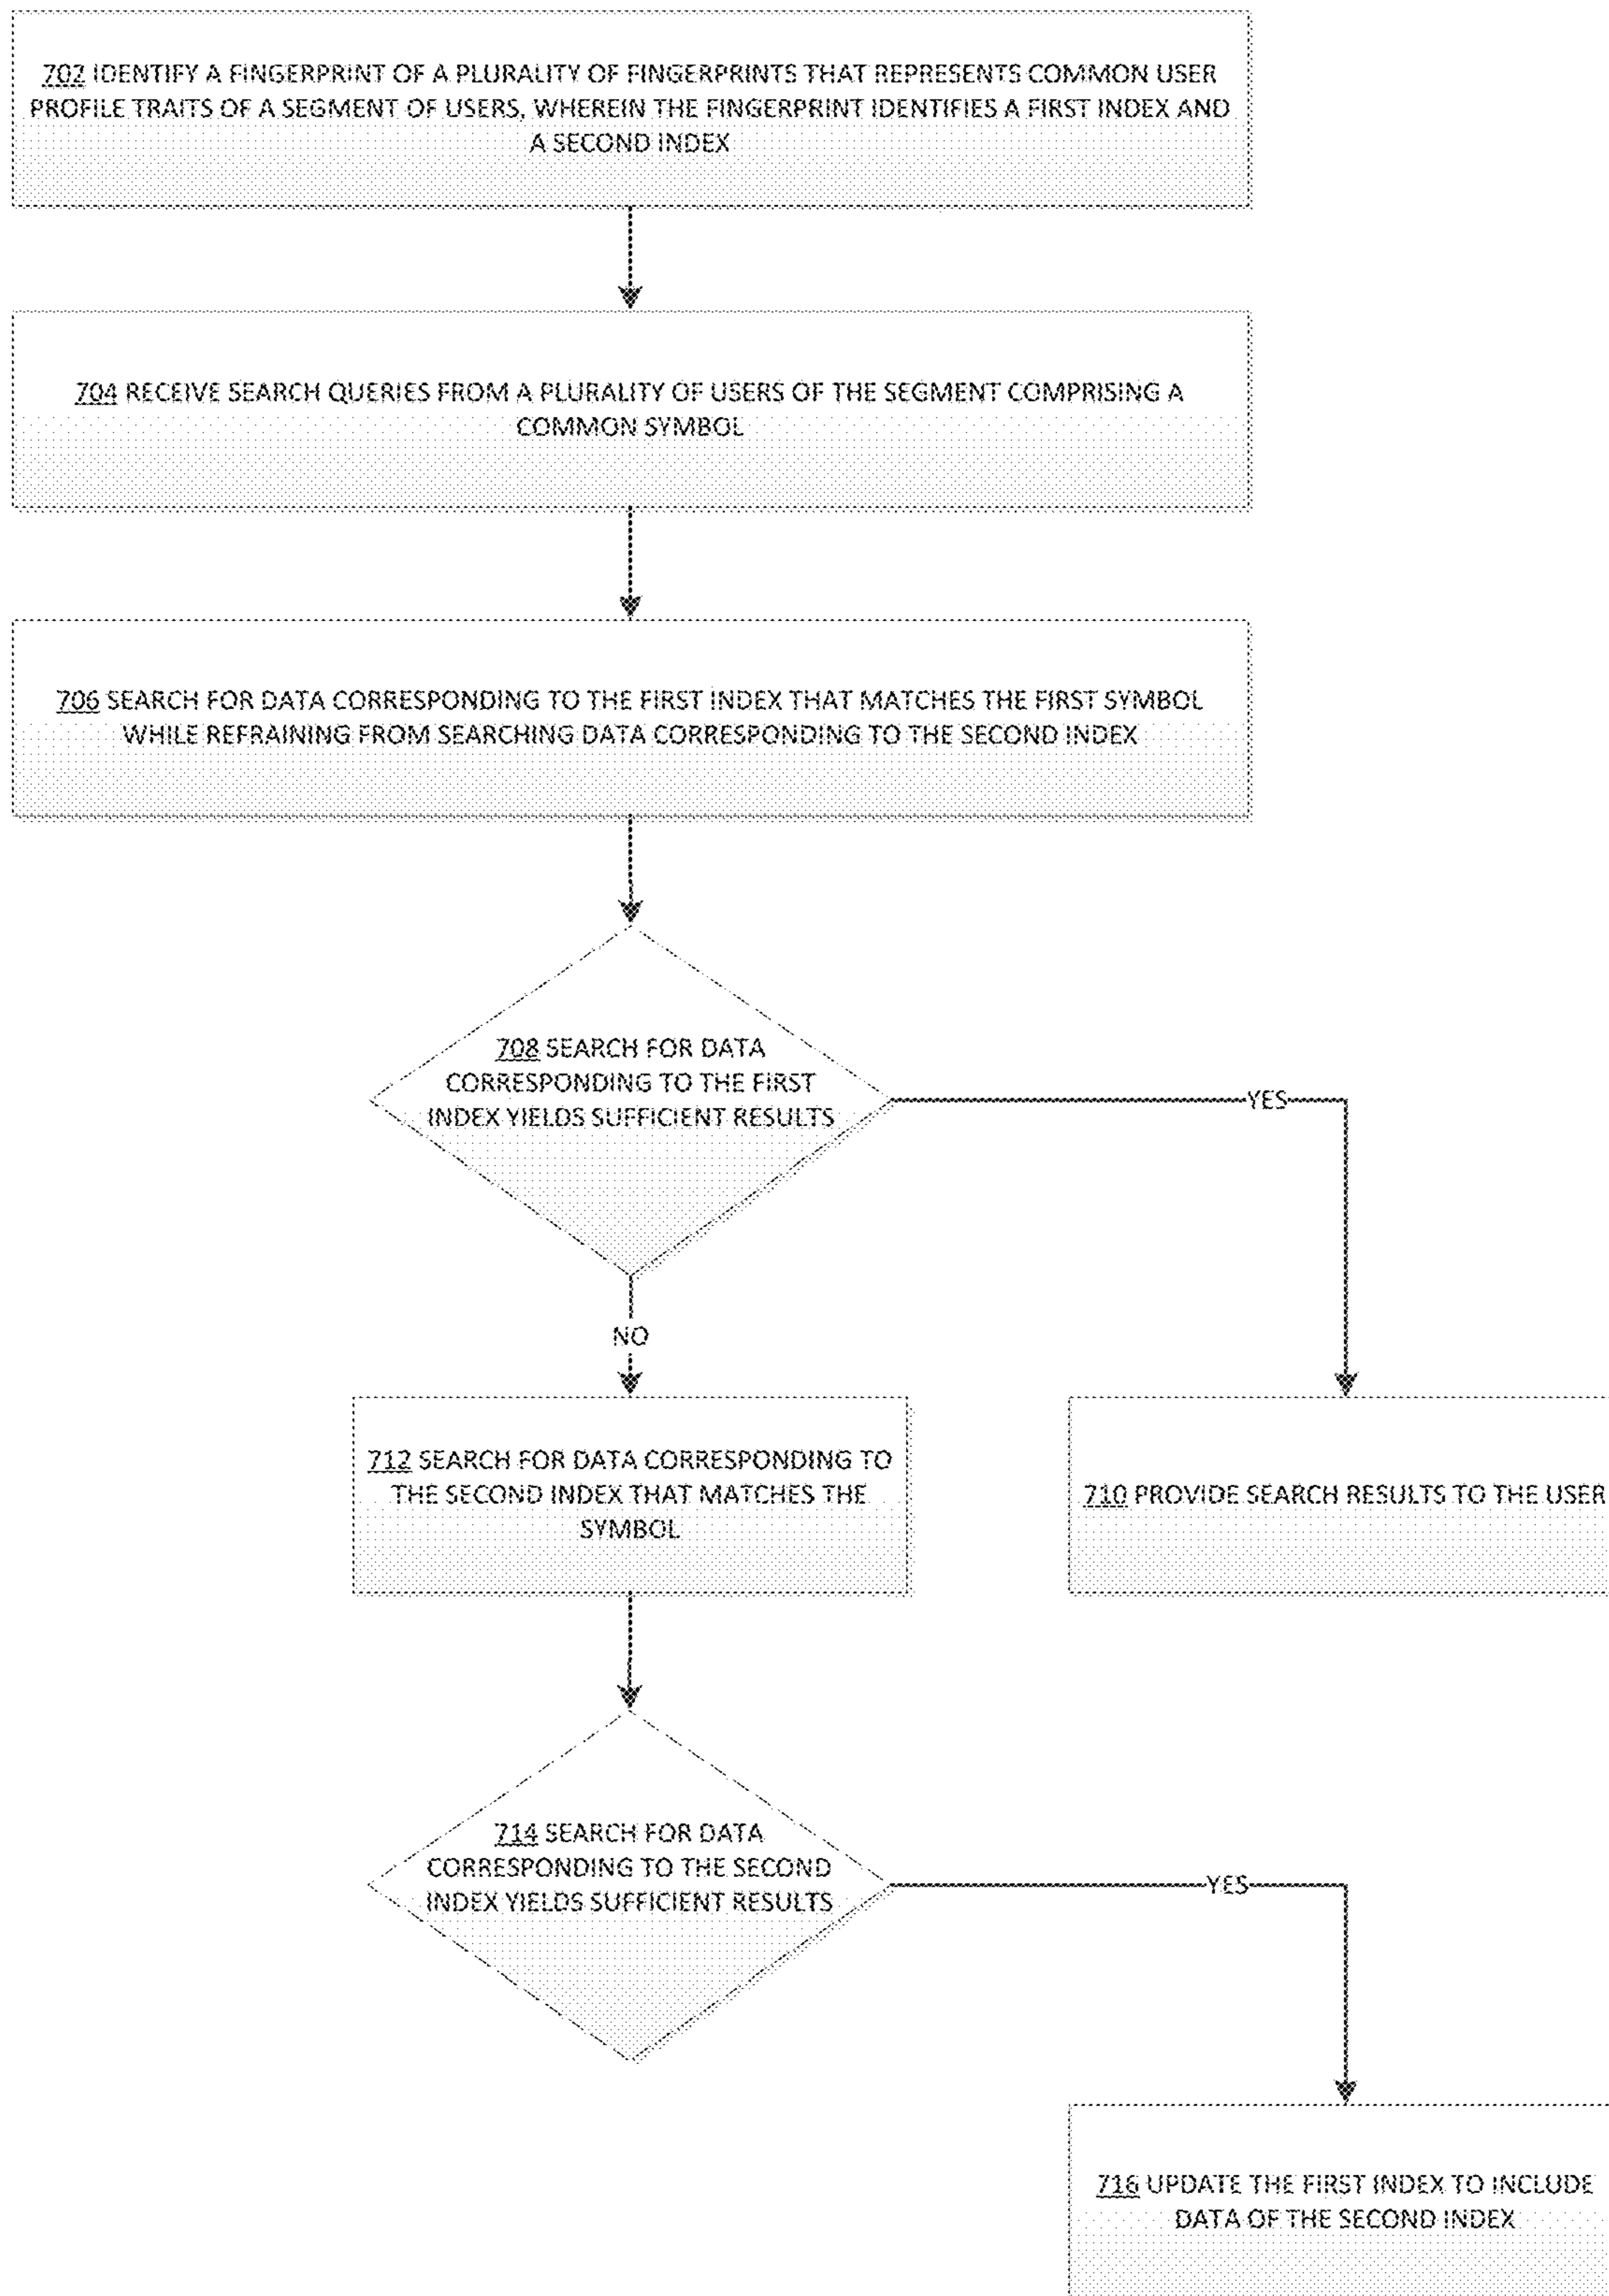 702 IDENTIFY A FINGERPRINT OF A PLURALITY OF FINGERPRINTS THAT REPRESENTS COMMON USER
PROFILE TRAITS OF A SEGMENT OF USERS, WHEREIN THE FINGERPRINT IDENTIFIES A FIRST INDEX AND
A SECOND INDEX
704 RECEIVE SEARCH QUERIES FROM A PLURALITY OF USERS OF THE SEGMENT COMPRISING A
COMMON SYMBOL
706 SEARCH FOR DATA CORRESPONDING TO THE FIRST INDEX THAT MATCHES THE FIRST SYMBOL
WHILE REFRAINING FROM SEARCHING DATA CORRESPONDING TO THE SECOND INDEX
708 SEARCH FOR DATA
CORRESPONDING TO THE FIRST
INDEX YIELDS SUFFICIENT RESULTS
YES
NO
712 SEARCH FOR DATA CORRESPONDING TO
THE SECOND INDEX THAT MATCHES THE
SYMBOL
710 PROVIDE SEARCH RESULTS TO THE USER
714 SEARCH FOR DATA
CORRESPONDING TO THE SECOND
INDEX YIELDS SUFFICIENT RESULTS
YES
716 UPDATE THE FIRST INDEX TO INCLUDE
DATA OF THE SECOND INDEX